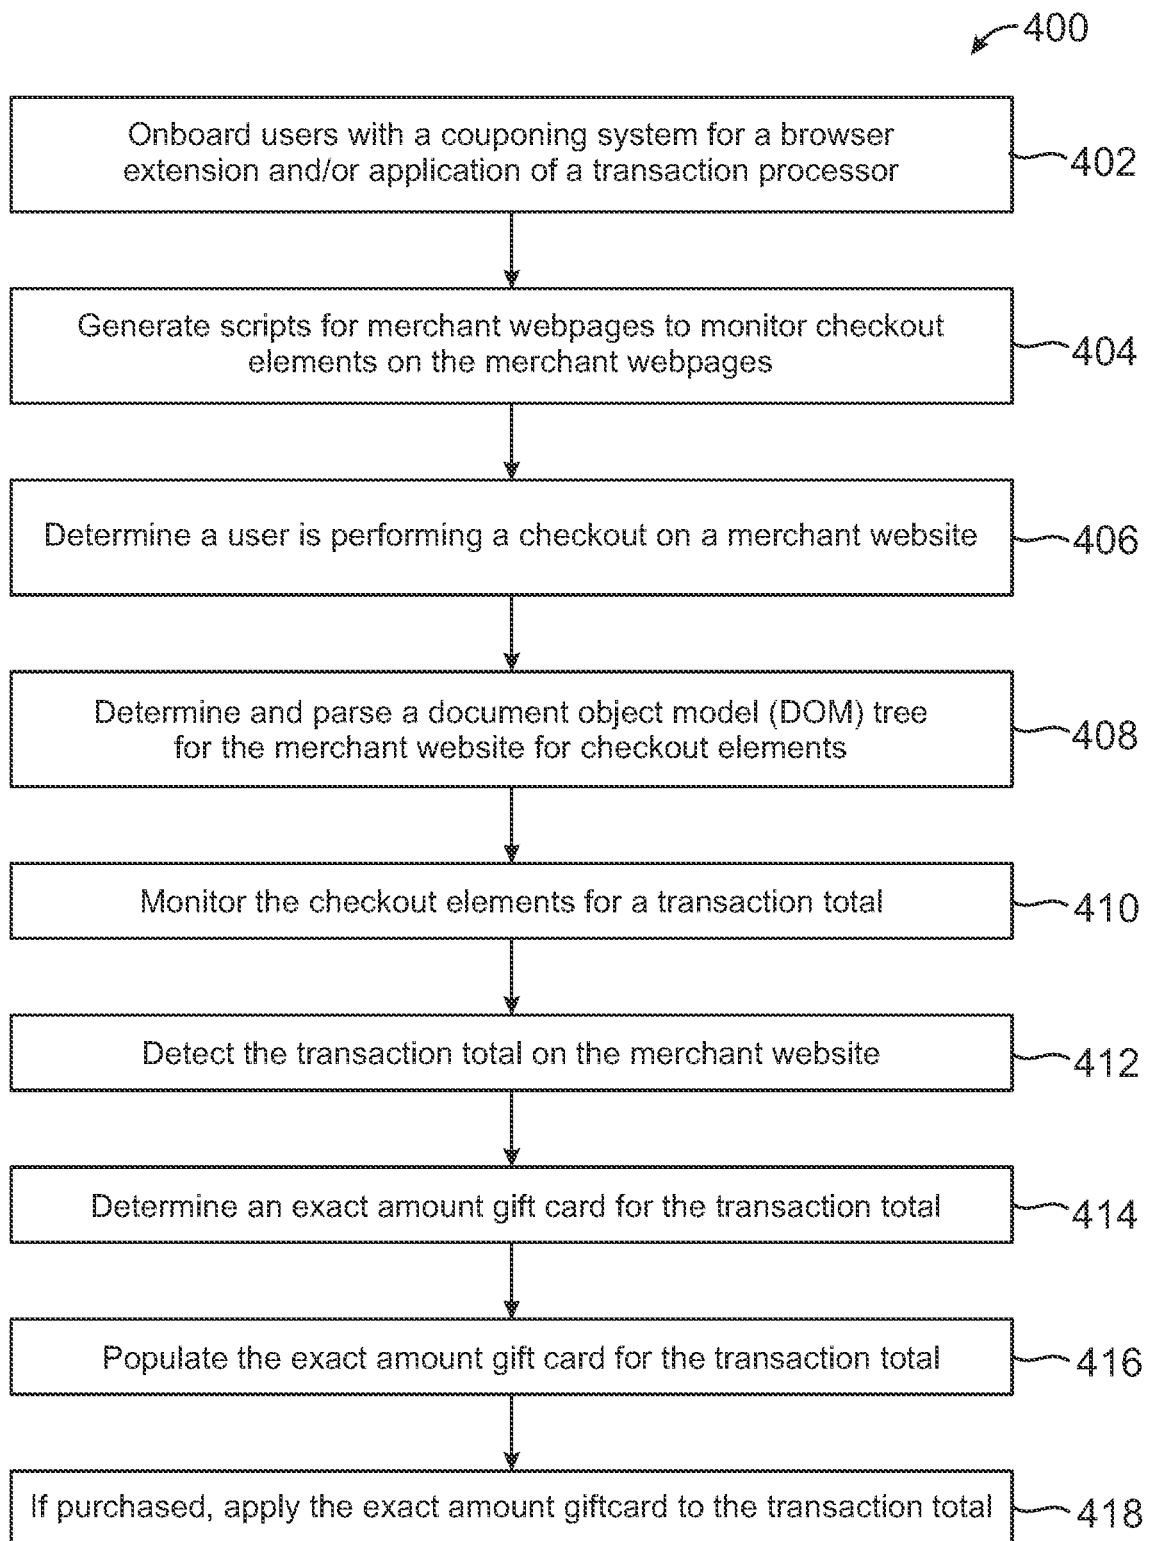 400
Onboard users with a couponing system for a browser
extension and/or application of a transaction processor
402
Generate scripts for merchant webpages to monitor checkout
elements on the merchant webpages
404
Determine a user is performing a checkout on a merchant website
406
Determine and parse a document object model (DOM) tree
for the merchant website for checkout elements
408
Monitor the checkout elements for a transaction total
410
Detect the transaction total on the merchant website
412
Determine an exact amount gift card for the transaction total
414
Populate the exact amount gift card for the transaction total
416
If purchased, apply the exact amount giftcard to the transaction total
418